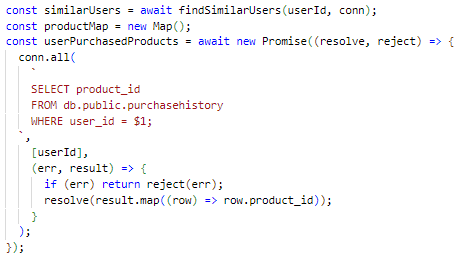 const similarUsers = await findSimilarUsers(userId, conn);
const productMap = new Map();
const userPurchasedProducts = await new Promise((resolve, reject) => {
  conn.all(
    `
    SELECT product_id
    FROM db.public.purchasehistory
    WHERE user_id = $1;
  `,
    [userId],
    (err, result) => {
      if (err) return reject(err);
      resolve(result.map((row) => row.product_id));
    }
  );
});